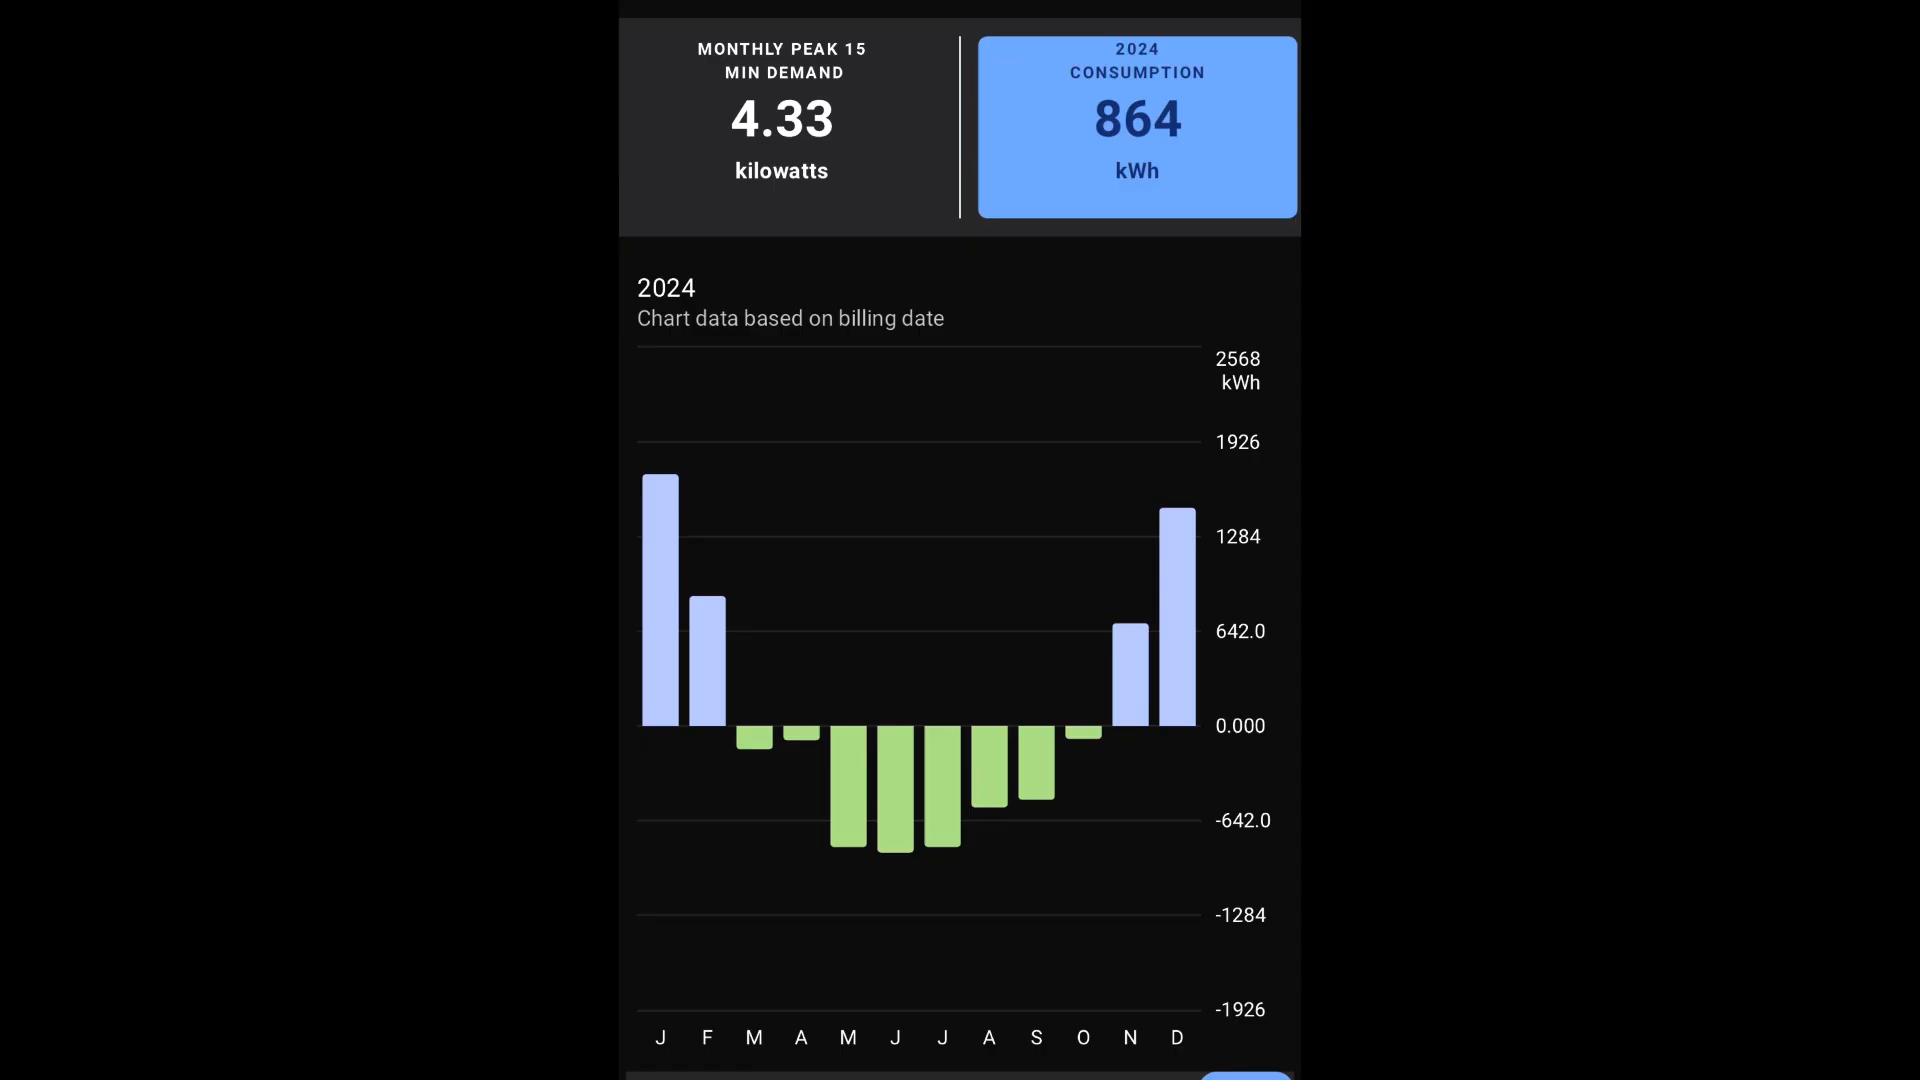 MONTHLY PEAK 15
MIN DEMAND
4.33
kilowatts
2024
CONSUMPTION
864
kWh
2024
Chart data based on billing date
2568
kWh
1926
1284
642.0
0.000
-642.0
-1284
-1926
J F M A M J J A S O N D